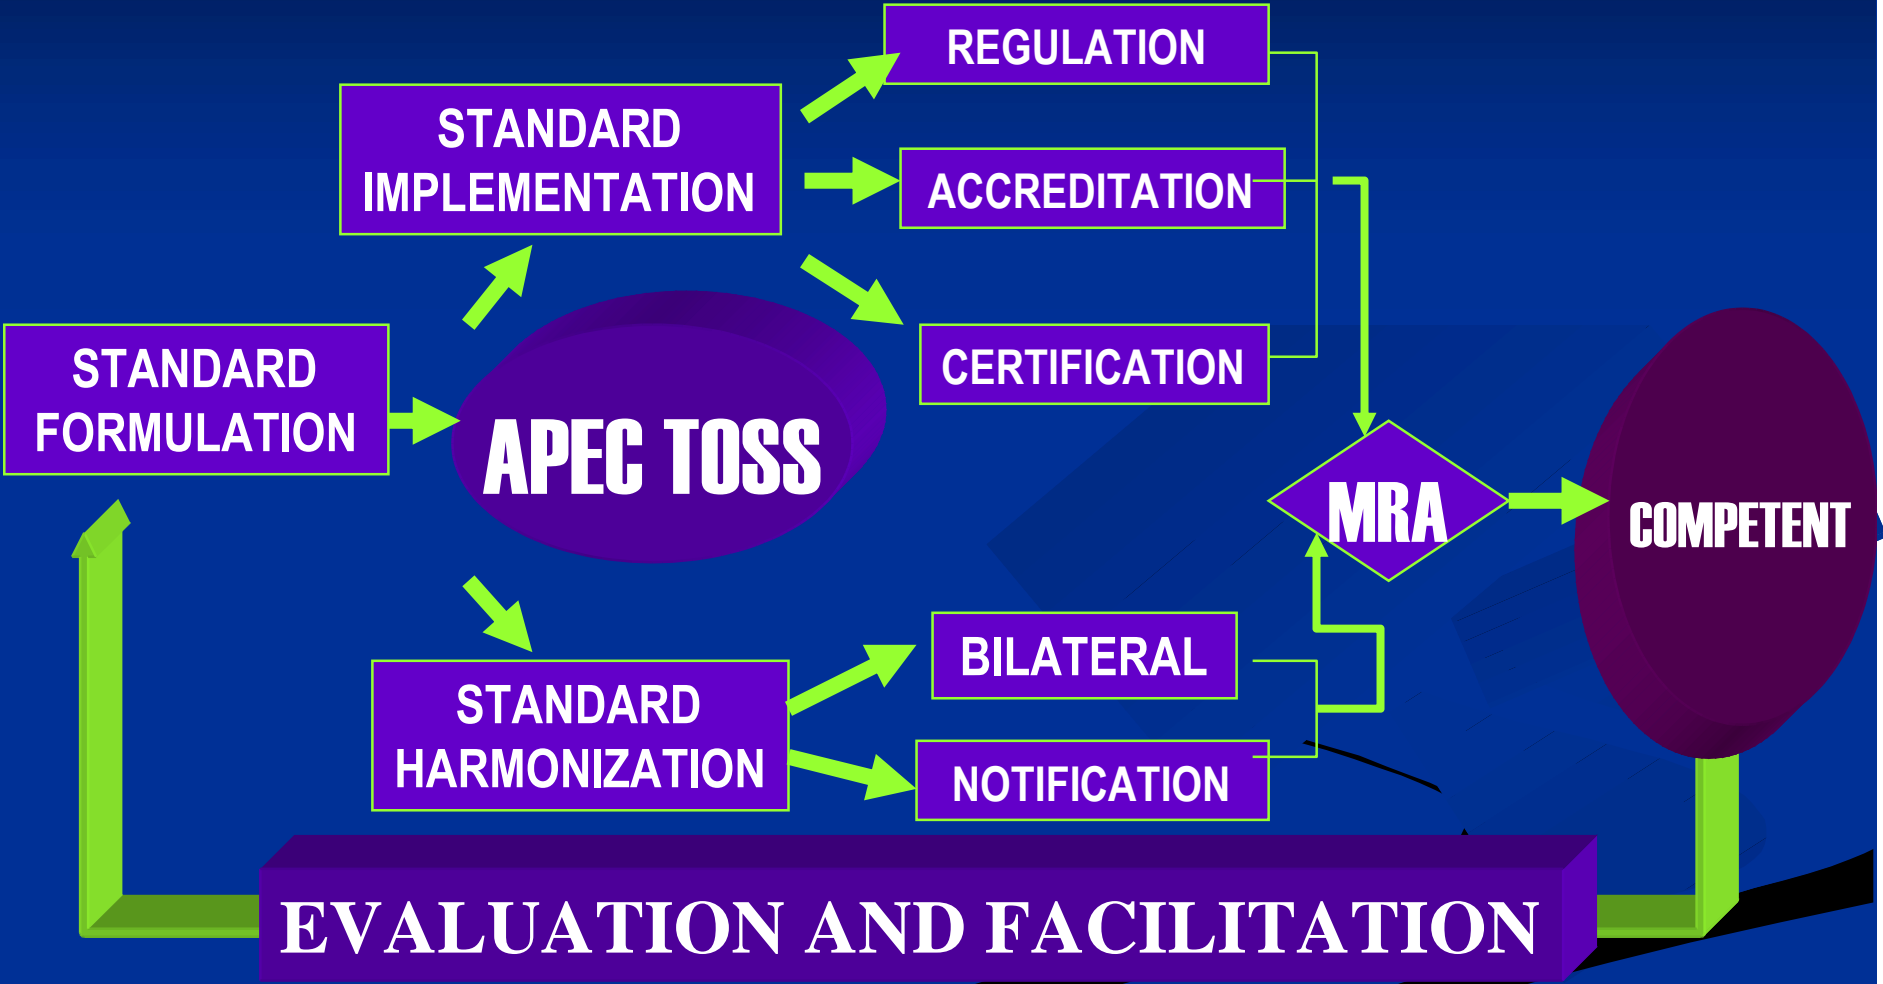 REGULATION
STANDARD
IMPLEMENTATION
ACCREDITATION
CERTIFICATION
STANDARD
FORMULATION
APEC TOSS
MRA
COMPETENT
BILATERAL
STANDARD
HARMONIZATION
NOTIFICATION
EVALUATION AND FACILITATION